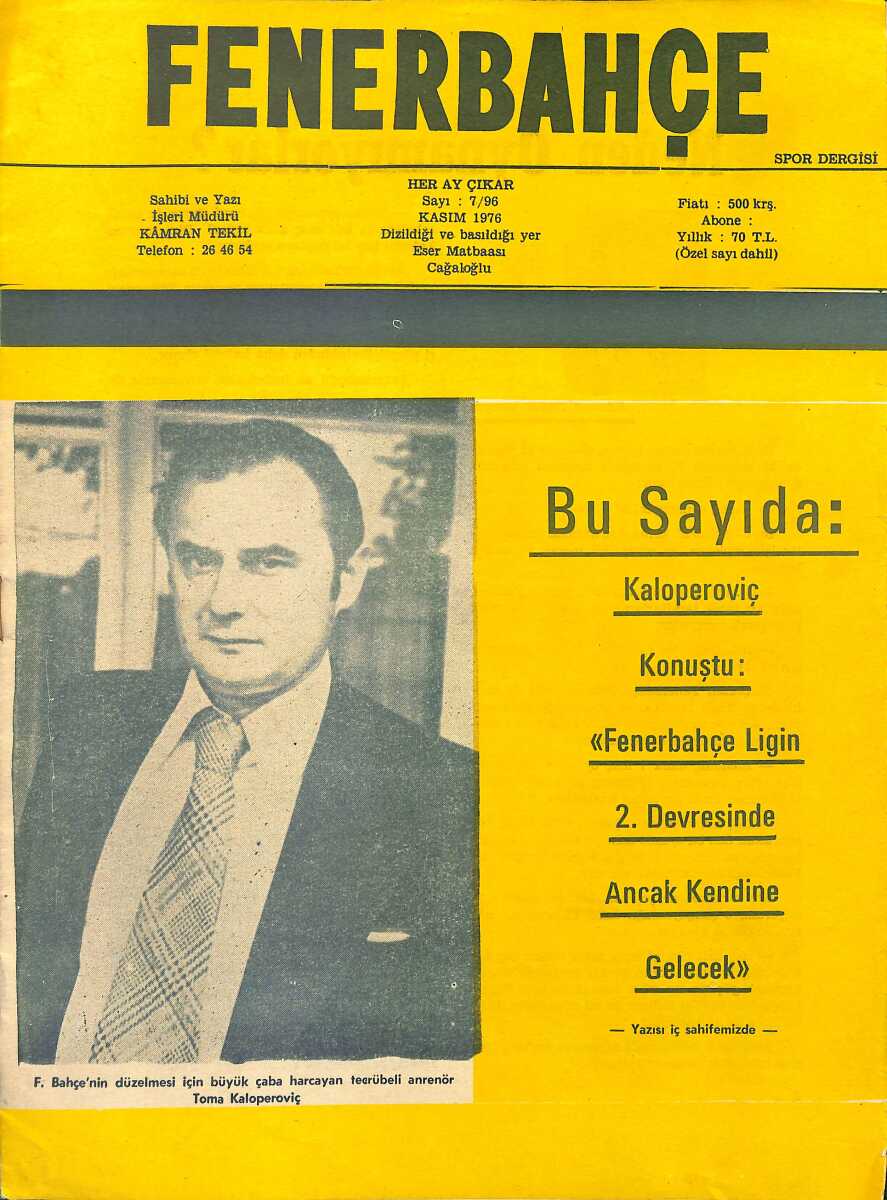 FENERBAHÇE
SPOR DERGİSİ
Sahibi ve Yazı
İşleri Müdürü
KÂMRAN TEKİL
Telefon : 26 46 54
HER AY ÇIKAR
Sayı : 7/96
KASIM 1976
Dizildiği ve basıldığı yer
Eser Matbaası
Cağaloğlu
Fiatı : 500 krş.
Abone :
Yıllık : 70 T.L.
(Özel sayı dahil)
Bu Sayıda:
Kaloperoviç
Konuştu:
«Fenerbahçe Ligin
2. Devresinde
Ancak Kendine
Gelecek»
— Yazısı iç sahifemizde —
F. Bahçe'nin düzelmesi için büyük çaba harcayan tecrübeli anrenör
Toma Kaloperoviç